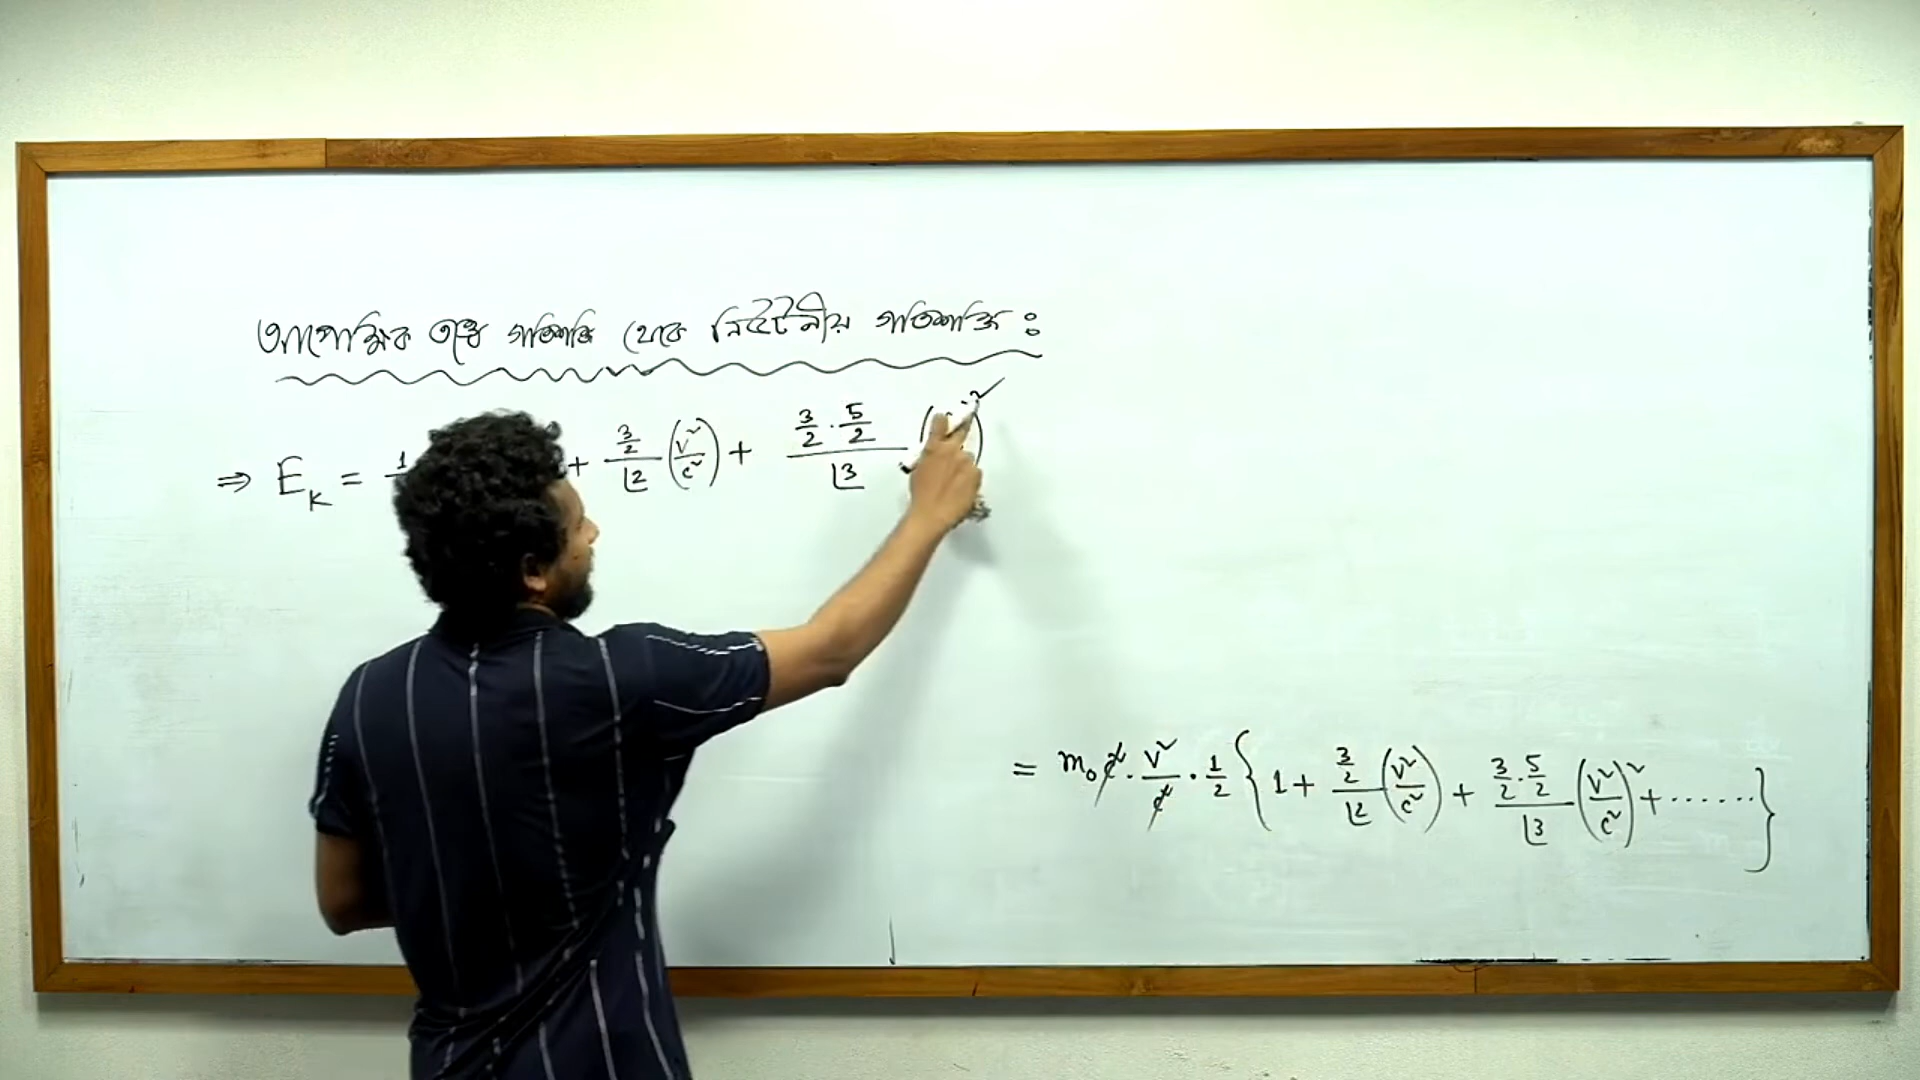 আপেক্ষিক তত্ত্বে গতিশক্তি থেকে নিউটনীয় গতিশক্তি :
⇒ E_K = 1 + (3/2)/⌊2 (v²/c²) + (3/2 · 5/2)/⌊3 ( )²
= m₀c² · v²/c² · 1/2 { 1 + (3/2)/⌊2 (v²/c²) + (3/2 · 5/2)/⌊3 (v²/c²)² + ...... }